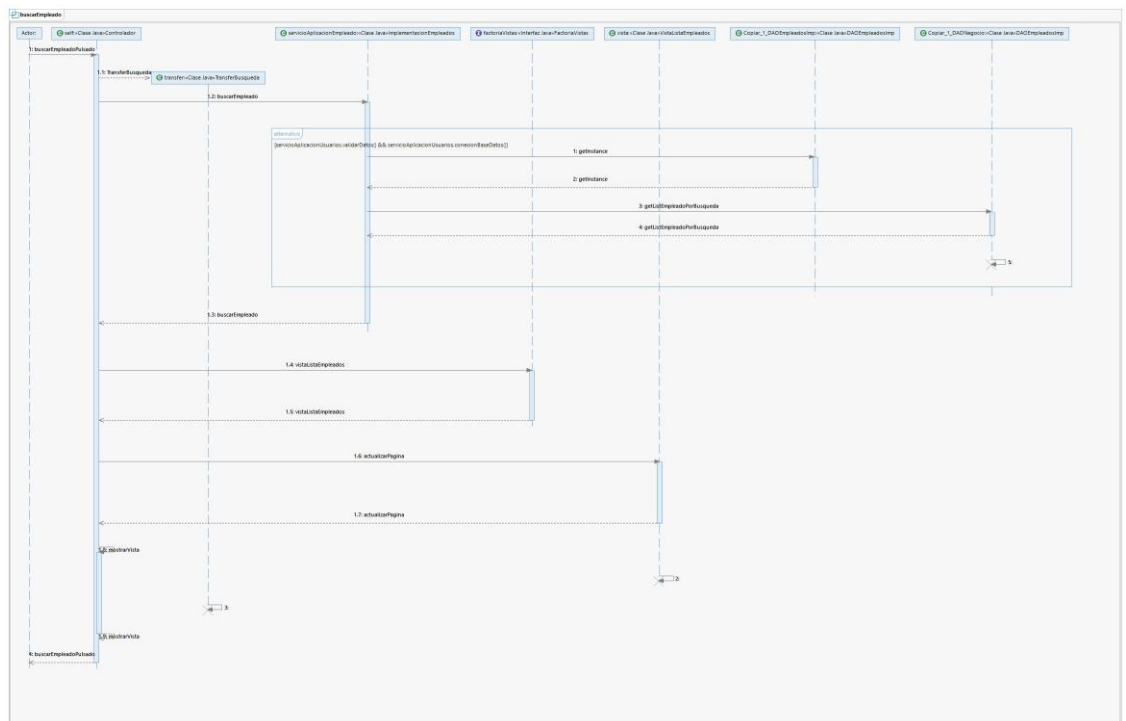 buscarEmpleado
Actor:
self:<Clase Java>Controlador
servicioAplicacionEmpleado:<Clase Java>ImplementacionEmpleados
factoriaVistas:<Interfaz Java>FactoriaVistas
vista:<Clase Java>VistaListaEmpleados
Copiar_1_DAOEmpleadosImp:<Clase Java>DAOEmpleadosImp
Copiar_1_DAONegocio:<Clase Java>DAOEmpleadosImp
1: buscarEmpleadoPulsado
1.1: TransferBusqueda
transfer:<Clase Java>TransferBusqueda
1.2: buscarEmpleado
alternativo
[servicioAplicacionUsuarios.validarDatos() && servicioAplicacionUsuarios.conexionBaseDatos()]
1: getInstance
2: getInstance
3: getListEmpleadoPorBusqueda
4: getListEmpleadoPorBusqueda
5:
1.3: buscarEmpleado
1.4: vistaListaEmpleados
1.5: vistaListaEmpleados
1.6: actualizarPagina
1.7: actualizarPagina
1.8: mostrarVista
2:
3:
1.9: mostrarVista
4: buscarEmpleadoPulsado